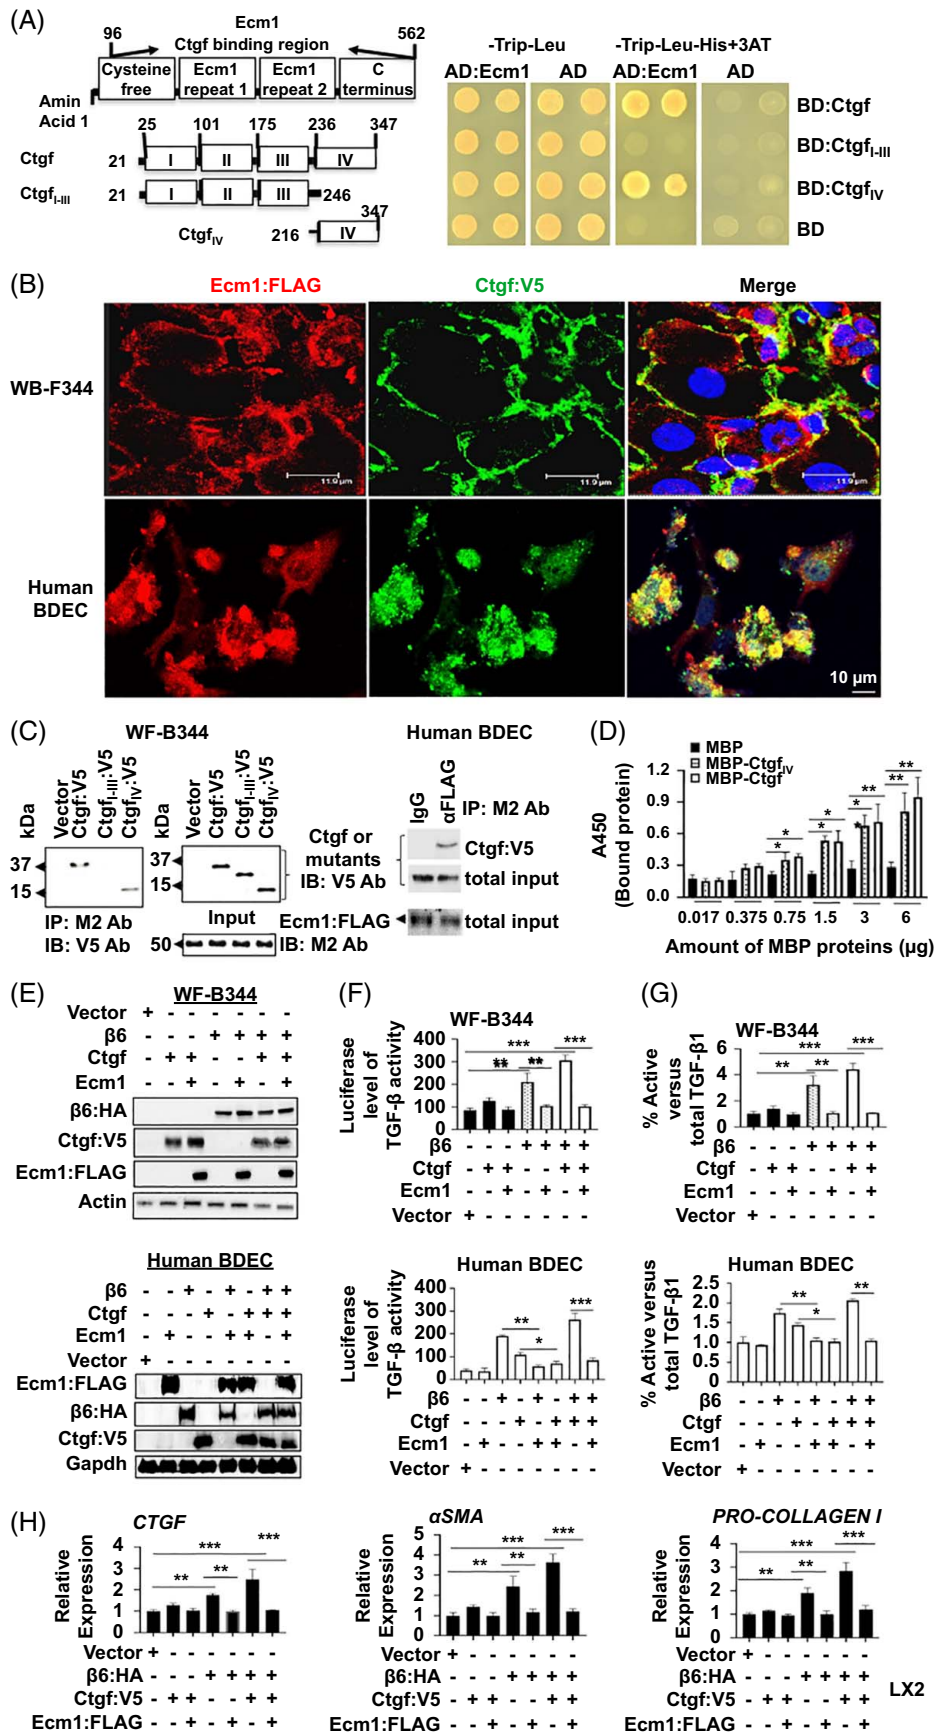 (A)
Ecm1
96 Ctgf binding region 562
Cysteine free
Ecm1 repeat 1
Ecm1 repeat 2
C terminus
Amin Acid 1
25 101 175 236 347
Ctgf 21 I II III IV
CtgfI-III 21 I II III 246
347
CtgfIV 216 IV
-Trip-Leu -Trip-Leu-His+3AT
AD:Ecm1 AD AD:Ecm1 AD
BD:Ctgf
BD:CtgfI-III
BD:CtgfIV
BD
(B)
Ecm1:FLAG Ctgf:V5 Merge
WB-F344
11.9 µm 11.9 µm
Human BDEC
10 µm
(C)
WF-B344
kDa Vector Ctgf:V5 CtgfI-III:V5 CtgfIV:V5
37
15
IP: M2 Ab
IB: V5 Ab
kDa Vector Ctgf:V5 CtgfI-III:V5 CtgfIV:V5
37
15
Input
50
IB: M2 Ab
Ctgf or mutants
IB: V5 Ab
Human BDEC
IgG αFLAG
IP: M2 Ab
Ctgf:V5
total input
Ecm1:FLAG total input
(D)
MBP
MBP-CtgfIV
MBP-Ctgf
A450
(Bound protein)
1.2
0.9
0.6
0.3
0.0
* * * * * ** ** **
0.017 0.375 0.75 1.5 3 6
Amount of MBP proteins (µg)
(E)
WF-B344
Vector + - - - - - - -
β6 - - - - + + + +
Ctgf - + + - - + +
Ecm1 - - + - + - +
β6:HA
Ctgf:V5
Ecm1:FLAG
Actin
Human BDEC
β6 - - + - + - + +
Ctgf - - - + - + + +
Ecm1 - + - - + + - +
Vector + - - - - - - -
Ecm1:FLAG
β6:HA
Ctgf:V5
Gapdh
(F)
WF-B344
Luciferase level of TGF-β activity
400
300
200
100
0
*** *** ** **
β6 - - - + + + +
Ctgf - + + - - + +
Ecm1 - - + - + - +
Vector + - - - - - -
Human BDEC
Luciferase level of TGF-β activity
400
300
200
100
0
** * ***
β6 - - + - + - + +
Ctgf - - - + - + + +
Ecm1 - + - - + + - +
Vector + - - - - - - -
(G)
WF-B344
% Active versus total TGF-β1
6
4
2
0
*** *** ** **
β6 - - - + + + +
Ctgf - + + - - + +
Ecm1 - - + - + - +
Vector + - - - - - -
Human BDEC
% Active versus total TGF-β1
2.5
2.0
1.5
1.0
0.5
0.0
** * **
β6 - - + - + - + +
Ctgf - - - + - + + +
Ecm1 - + - - + + - +
Vector + - - - - - - -
(H)
CTGF
Relative Expression
4
3
2
1
0
*** *** ** **
Vector + - - - - - -
β6:HA - - - + + + +
Ctgf:V5 - + + - - + +
Ecm1:FLAG - - + - + - +
αSMA
Relative Expression
5
4
3
2
1
0
*** *** ** **
+ - - - - - -
- - - + + + +
- + + - - + +
- - + - + - +
Vector
β6:HA
Ctgf:V5
Ecm1:FLAG
PRO-COLLAGEN I
Relative Expression
4
3
2
1
0
*** *** ** **
Vector + - - - - - -
β6:HA - - - + + + +
Ctgf:V5 - + + - - + +
Ecm1:FLAG - - + - + - +
LX2